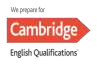 We prepare for
Cambridge
English Qualifications